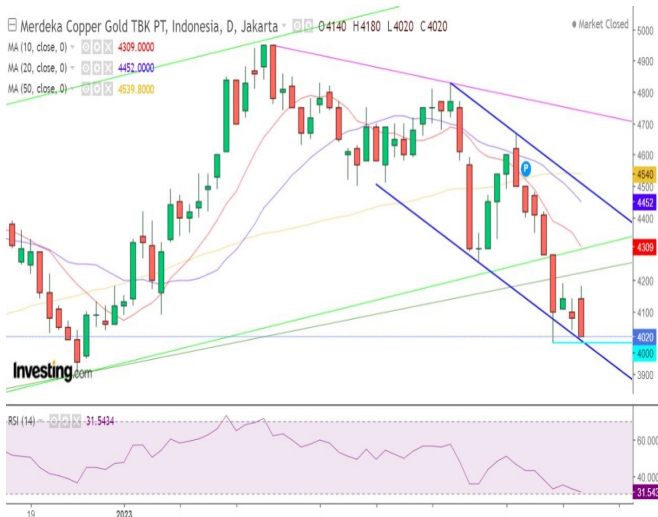 Merdeka Copper Gold TBK PT, Indonesia, D, Jakarta O4140 H4180 L4020 C4020
Market Closed
MA (10, close, 0) 4309.0000
MA (20, close, 0) 4452.0000
MA (50, close, 0) 4539.8000
5000
4900
4800
4700
4600
4540
4500
4452
4400
4309
4200
4100
4020
4000
3900
P
Investing.com
RSI (14) 31.5434
60.000
40.000
31.543
19
2023